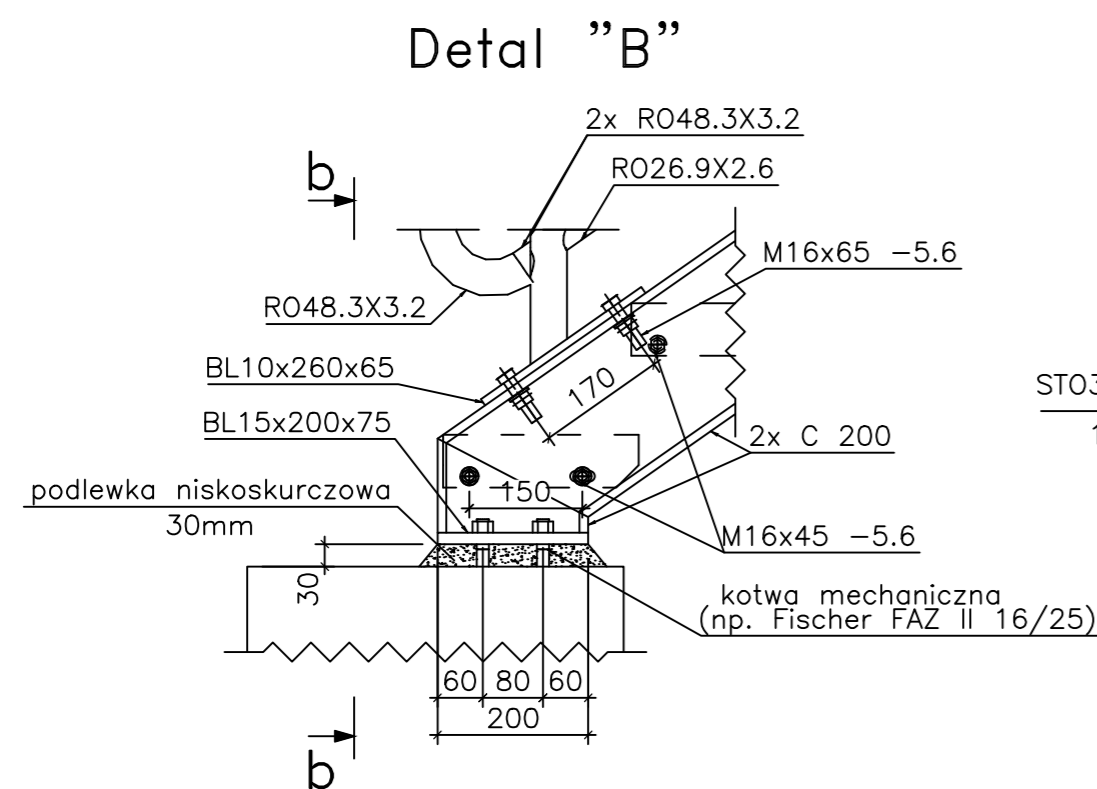 Detal ”B”
2x RO48.3X3.2
b
RO26.9X2.6
M16x65 –5.6
RO48.3X3.2
BL10x260x65
170
STO3
1
BL15x200x75
2x C 200
podlewka niskoskurczowa
30mm
150
M16x45 –5.6
30
kotwa mechaniczna
(np. Fischer FAZ II 16/25)
60 80 60
200
b